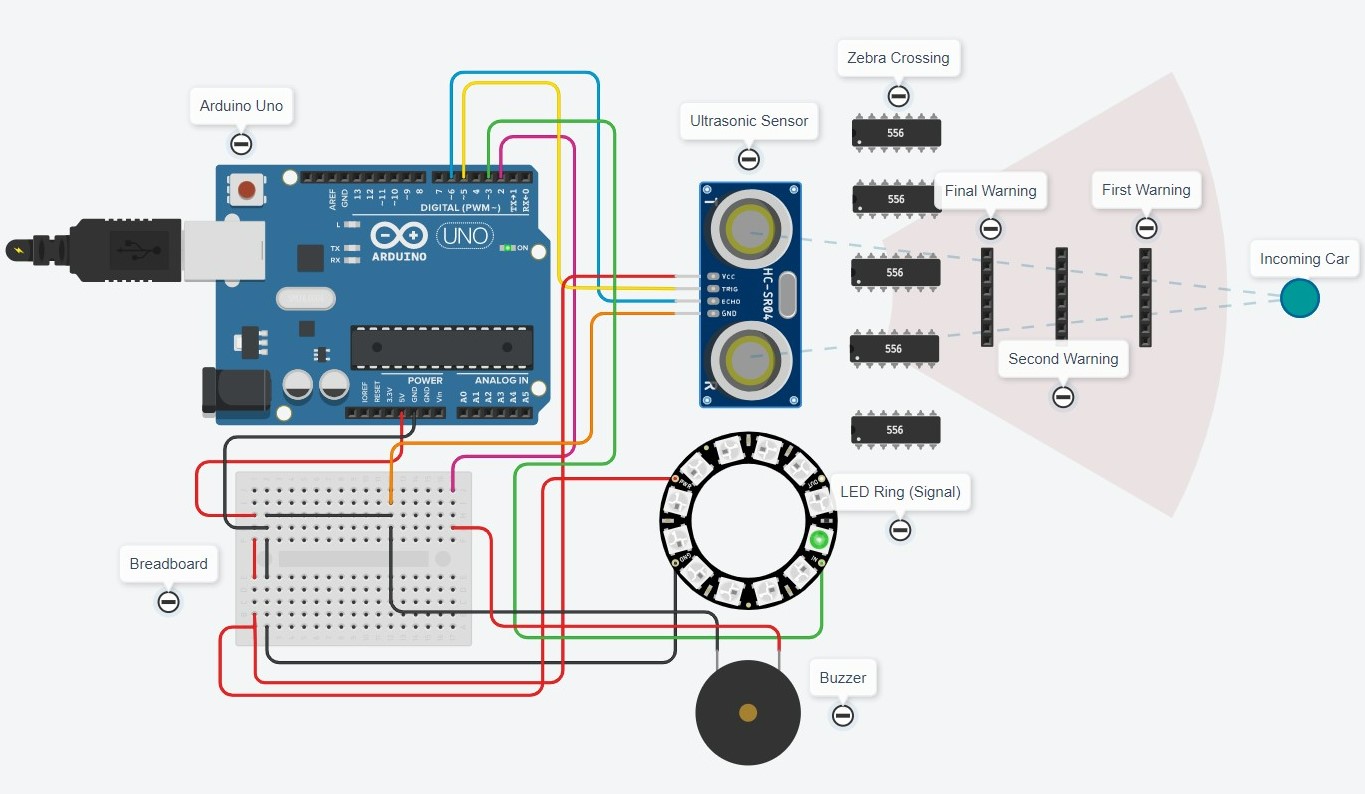 Zebra Crossing
Arduino Uno
Ultrasonic Sensor
556
Final Warning
First Warning
556
AREF
GND
13
12
~11
~10
~9
8
7
~6
~5
4
~3
2
TX→1
RX←0
DIGITAL (PWM~)
L
TX
RX
UNO
ON
ARDUINO
Incoming Car
556
Vcc
TRIG
ECHO
GND
HC-SR04
T
R
556
Second Warning
IOREF
RESET
3.3V
5V
GND
GND
Vin
POWER
ANALOG IN
A0
A1
A2
A3
A4
A5
556
PWR
OUT
GND
IN
LED Ring (Signal)
Breadboard
Buzzer